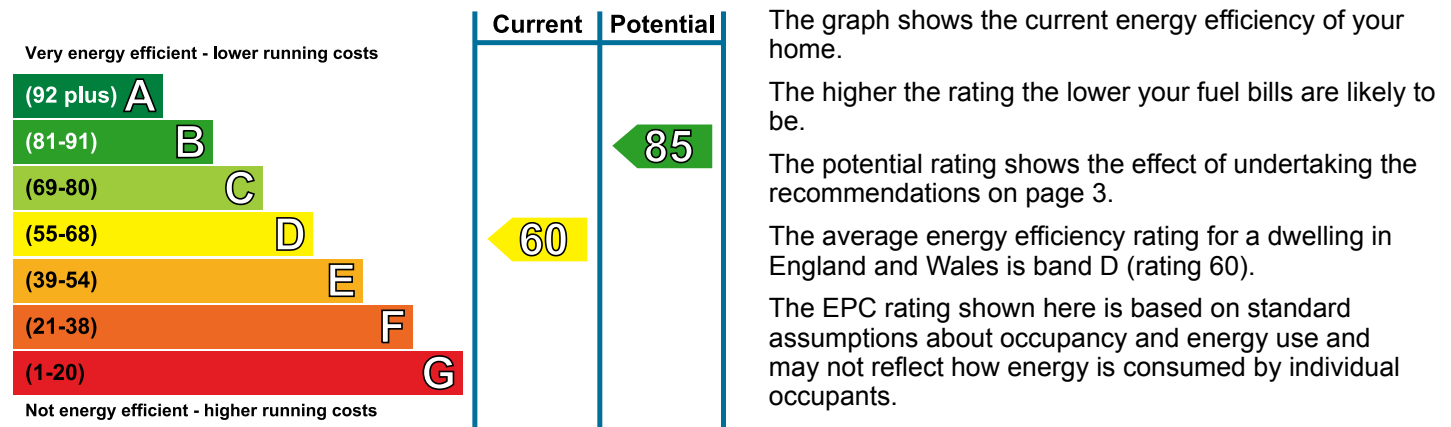 Current Potential
Very energy efficient - lower running costs
(92 plus) A
(81-91) B
85
(69-80) C
(55-68) D
60
(39-54) E
(21-38) F
(1-20) G
Not energy efficient - higher running costs
The graph shows the current energy efficiency of your
home.
The higher the rating the lower your fuel bills are likely to
be.
The potential rating shows the effect of undertaking the
recommendations on page 3.
The average energy efficiency rating for a dwelling in
England and Wales is band D (rating 60).
The EPC rating shown here is based on standard
assumptions about occupancy and energy use and
may not reflect how energy is consumed by individual
occupants.